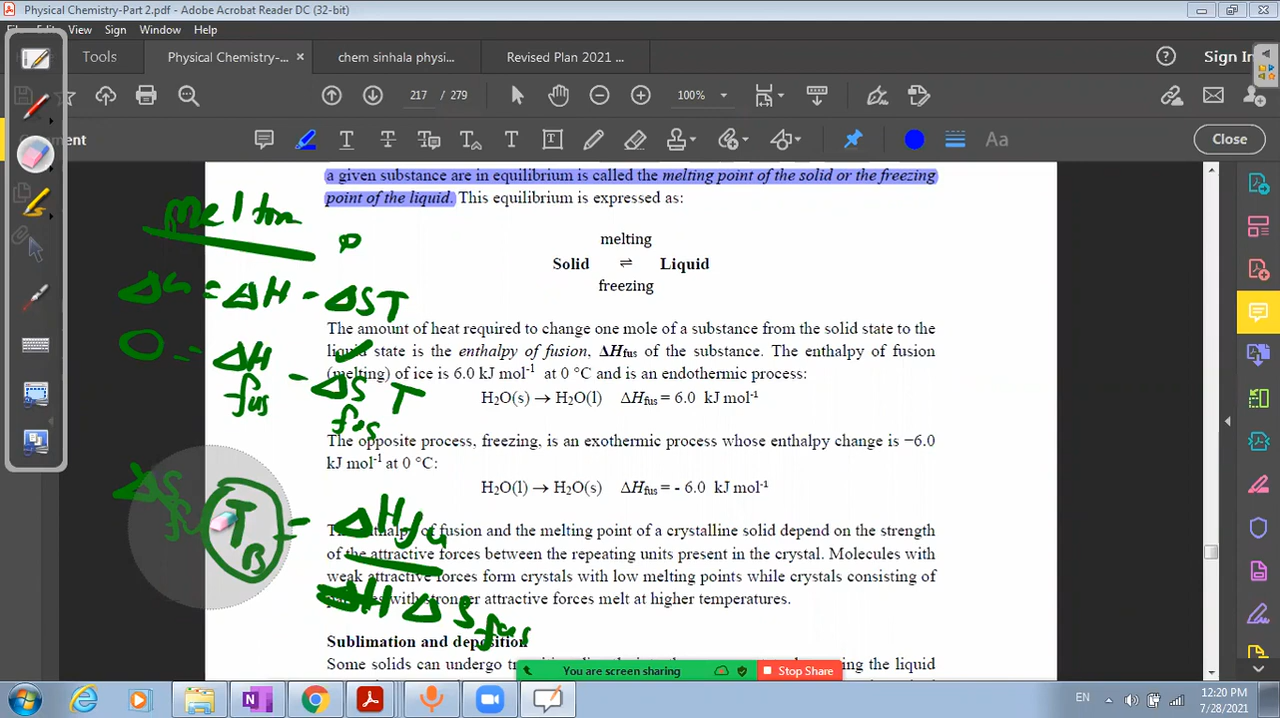 Physical Chemistry-Part 2.pdf - Adobe Acrobat Reader DC (32-bit)
View Sign Window Help
Tools Physical Chemistry-... × chem sinhala physi... Revised Plan 2021 ... Sign In
217 / 279 100%
ment Close
a given substance are in equilibrium is called the melting point of the solid or the freezing
point of the liquid. This equilibrium is expressed as:
melting
Solid ⇌ Liquid
freezing
ΔH - ΔST
The amount of heat required to change one mole of a substance from the solid state to the
liquid state is the enthalpy of fusion, ΔHfus of the substance. The enthalpy of fusion
(melting) of ice is 6.0 kJ mol-1 at 0 °C and is an endothermic process:
H2O(s) → H2O(l) ΔHfus = 6.0 kJ mol-1
0 = ΔH fus - ΔS fus T
The opposite process, freezing, is an exothermic process whose enthalpy change is −6.0
kJ mol-1 at 0 °C:
H2O(l) → H2O(s) ΔHfus = - 6.0 kJ mol-1
ΔS
TB = ΔHfu
of fusion and the melting point of a crystalline solid depend on the strength
of the attractive forces between the repeating units present in the crystal. Molecules with
weak attractive forces form crystals with low melting points while crystals consisting of
with stronger attractive forces melt at higher temperatures.
ΔS fus
Sublimation and deposition
Some solids can undergo the liquid
You are screen sharing Stop Share
EN 12:20 PM
7/28/2021